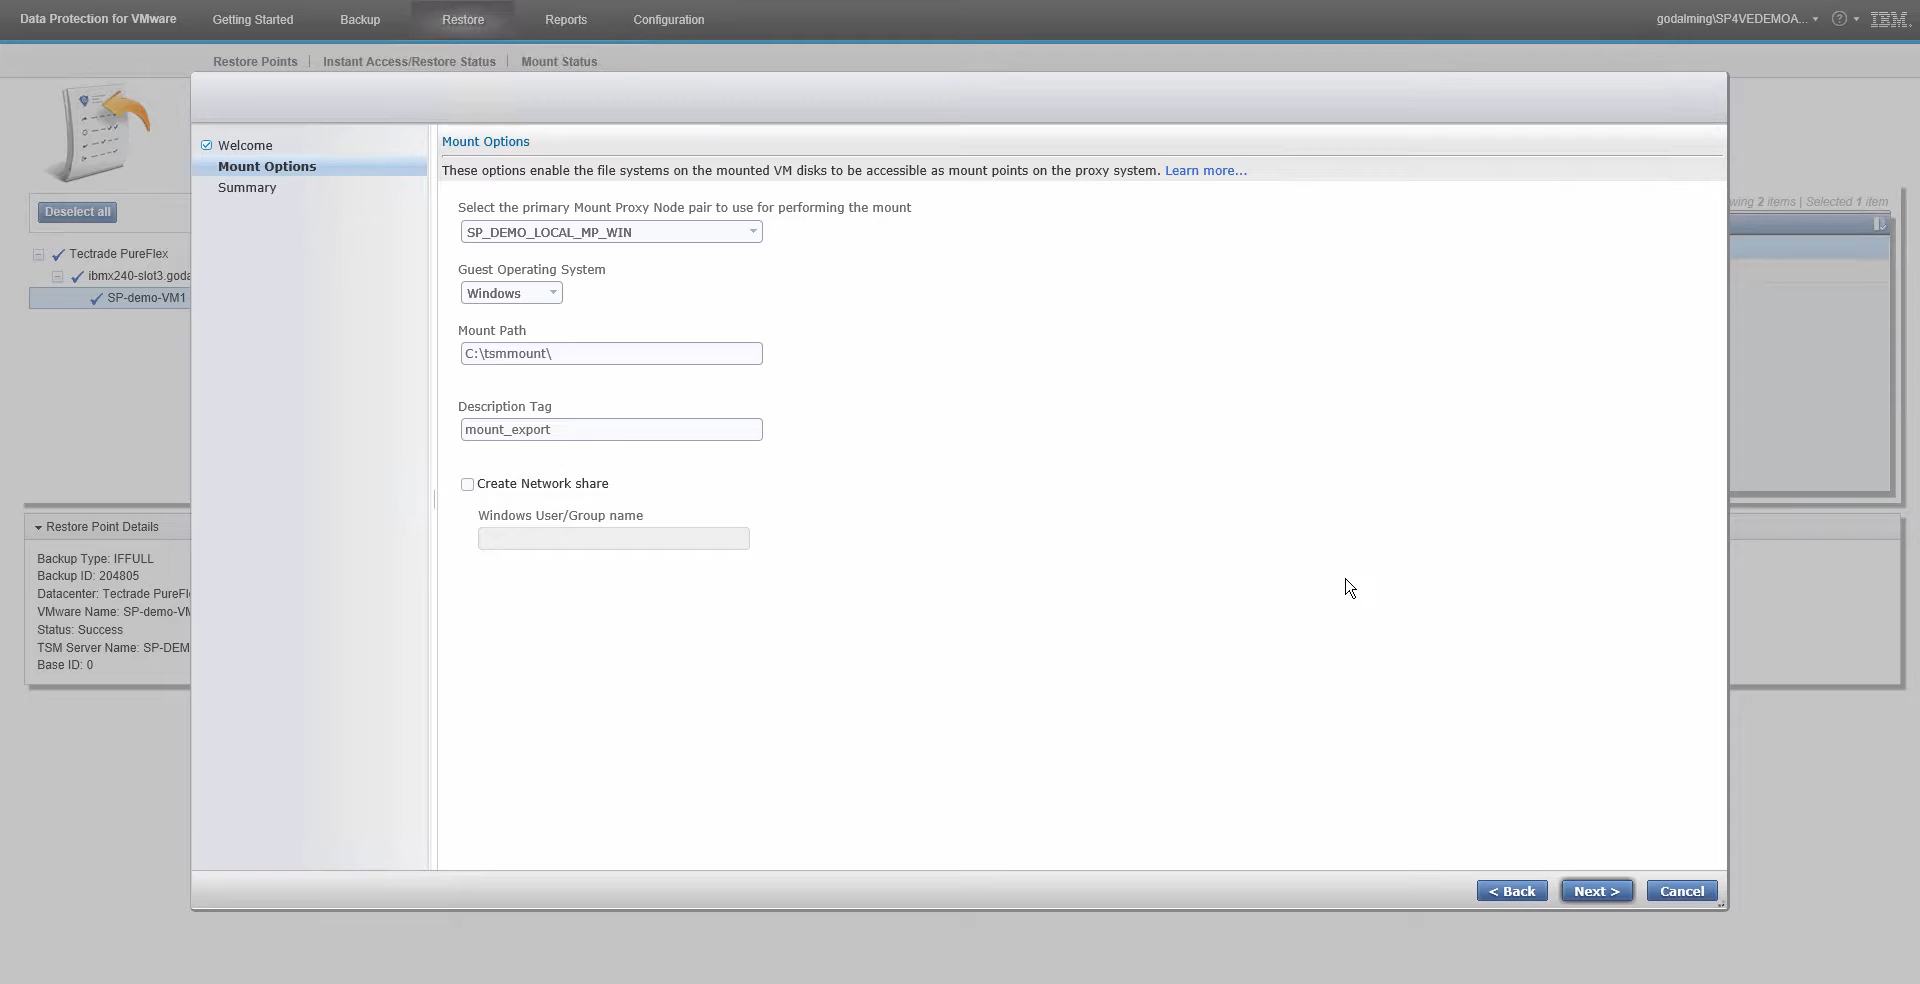 Data Protection for VMware
Getting Started
Backup
Restore
Reports
Configuration
godalming\SP4VEDEMOA...
?
IBM
Restore Points | Instant Access/Restore Status | Mount Status
Deselect all
Tectrade PureFlex
ibmx240-slot3.goda
SP-demo-VM1
Restore Point Details
Backup Type: IFFULL
Backup ID: 204805
Datacenter: Tectrade PureFl
VMware Name: SP-demo-VM
Status: Success
TSM Server Name: SP-DEM
Base ID: 0
Welcome
Mount Options
Summary
Mount Options
These options enable the file systems on the mounted VM disks to be accessible as mount points on the proxy system. Learn more...
Select the primary Mount Proxy Node pair to use for performing the mount
SP_DEMO_LOCAL_MP_WIN
Guest Operating System
Windows
Mount Path
C:\tsmmount\
Description Tag
mount_export
Create Network share
Windows User/Group name
wing 2 items | Selected 1 item
< Back
Next >
Cancel